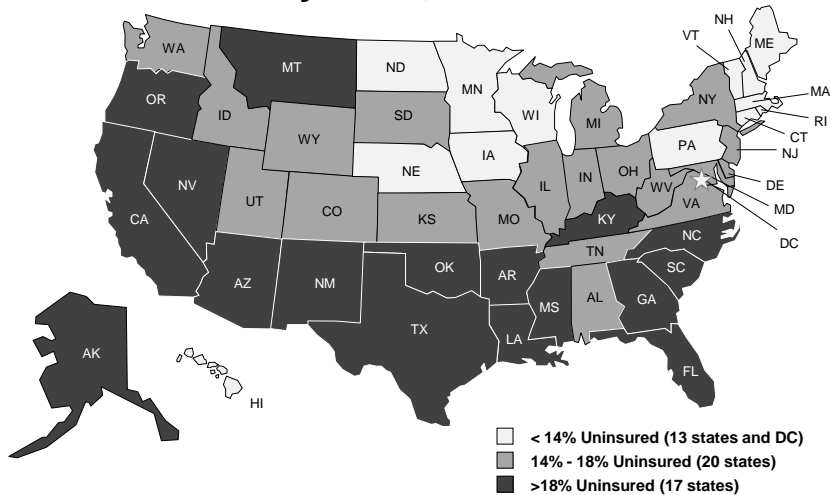 NH
VT
ME
WA
MT
ND
MN
OR
ID
SD
WI
MI
NY
MA
RI
CT
WY
NJ
PA
IA
NE
NV
UT
CO
IL
IN
OH
DE
WV
MD
VA
DC
CA
KS
MO
KY
NC
TN
AZ
NM
OK
AR
SC
MS
AL
GA
TX
LA
AK
FL
HI
< 14% Uninsured (13 states and DC)
14% - 18% Uninsured (20 states)
>18% Uninsured (17 states)